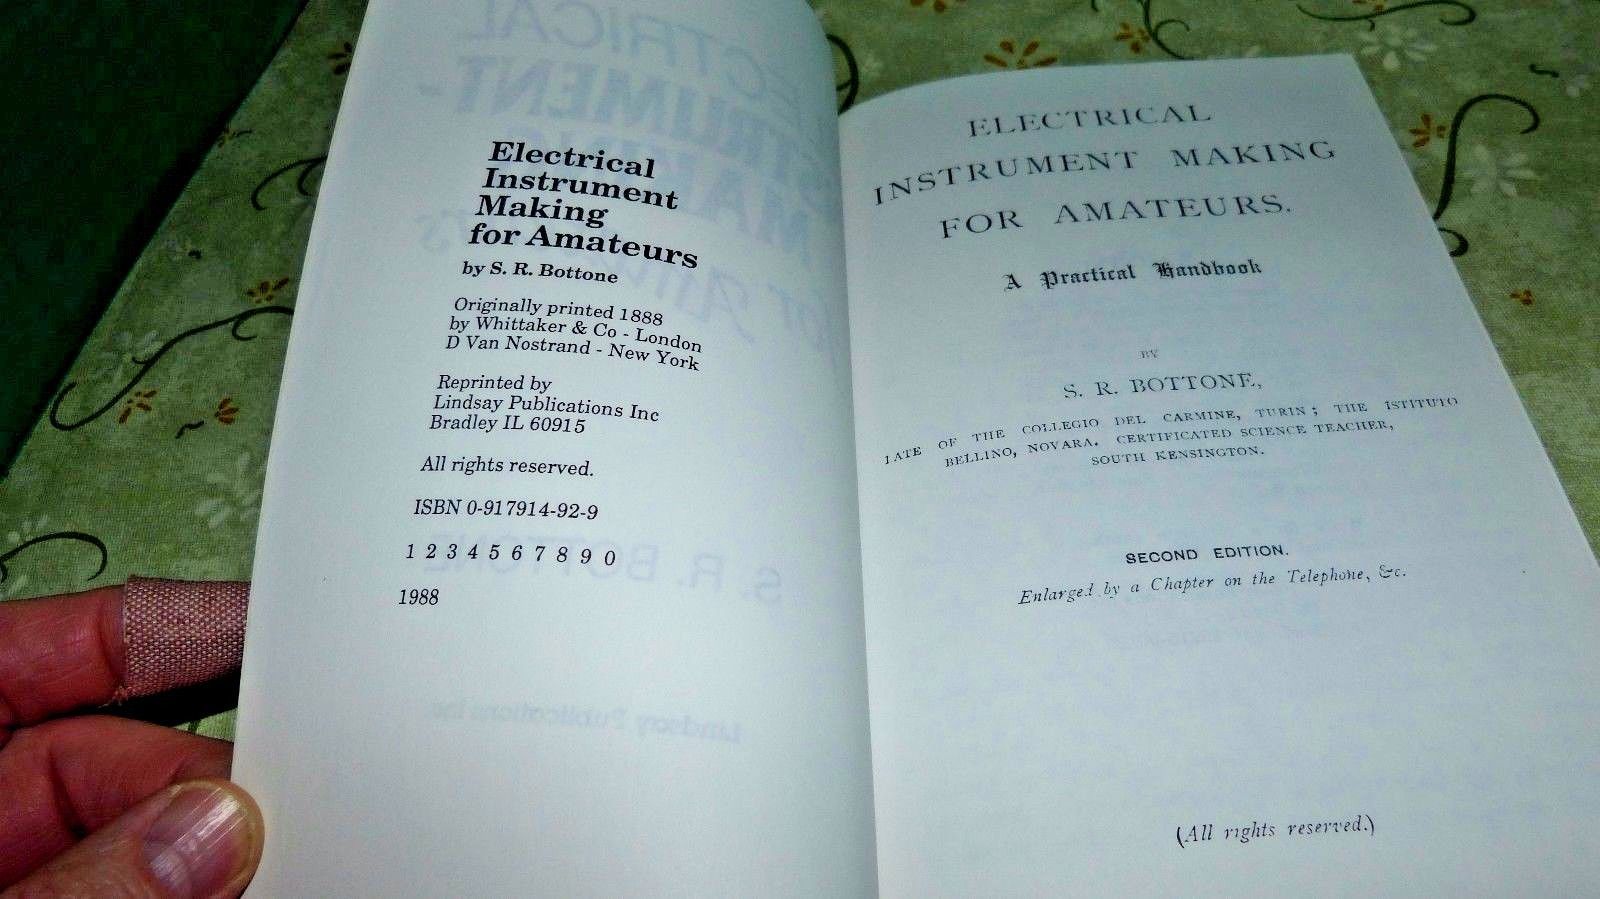 Electrical
Instrument
Making
for Amateurs
by S. R. Bottone
Originally printed 1888
by Whittaker & Co - London
D Van Nostrand - New York
Reprinted by
Lindsay Publications Inc
Bradley IL 60915
All rights reserved.
ISBN 0-917914-92-9
1 2 3 4 5 6 7 8 9 0
1988
ELECTRICAL
INSTRUMENT MAKING
FOR AMATEURS.
A Practical Handbook
BY
S. R. BOTTONE,
LATE OF THE COLLEGIO DEL CARMINE, TURIN; THE ISTITUTO
BELLINO, NOVARA. CERTIFICATED SCIENCE TEACHER,
SOUTH KENSINGTON.
SECOND EDITION.
Enlarged by a Chapter on the Telephone, &c.
(All rights reserved.)